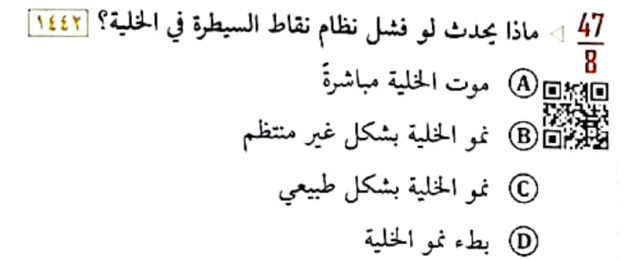 47/8 ◁ ماذا يحدث لو فشل نظام نقاط السيطرة في الخلية؟ ١٤٤٢
A موت الخلية مباشرةً
B نمو الخلية بشكل غير منتظم
C نمو الخلية بشكل طبيعي
D بطء نمو الخلية